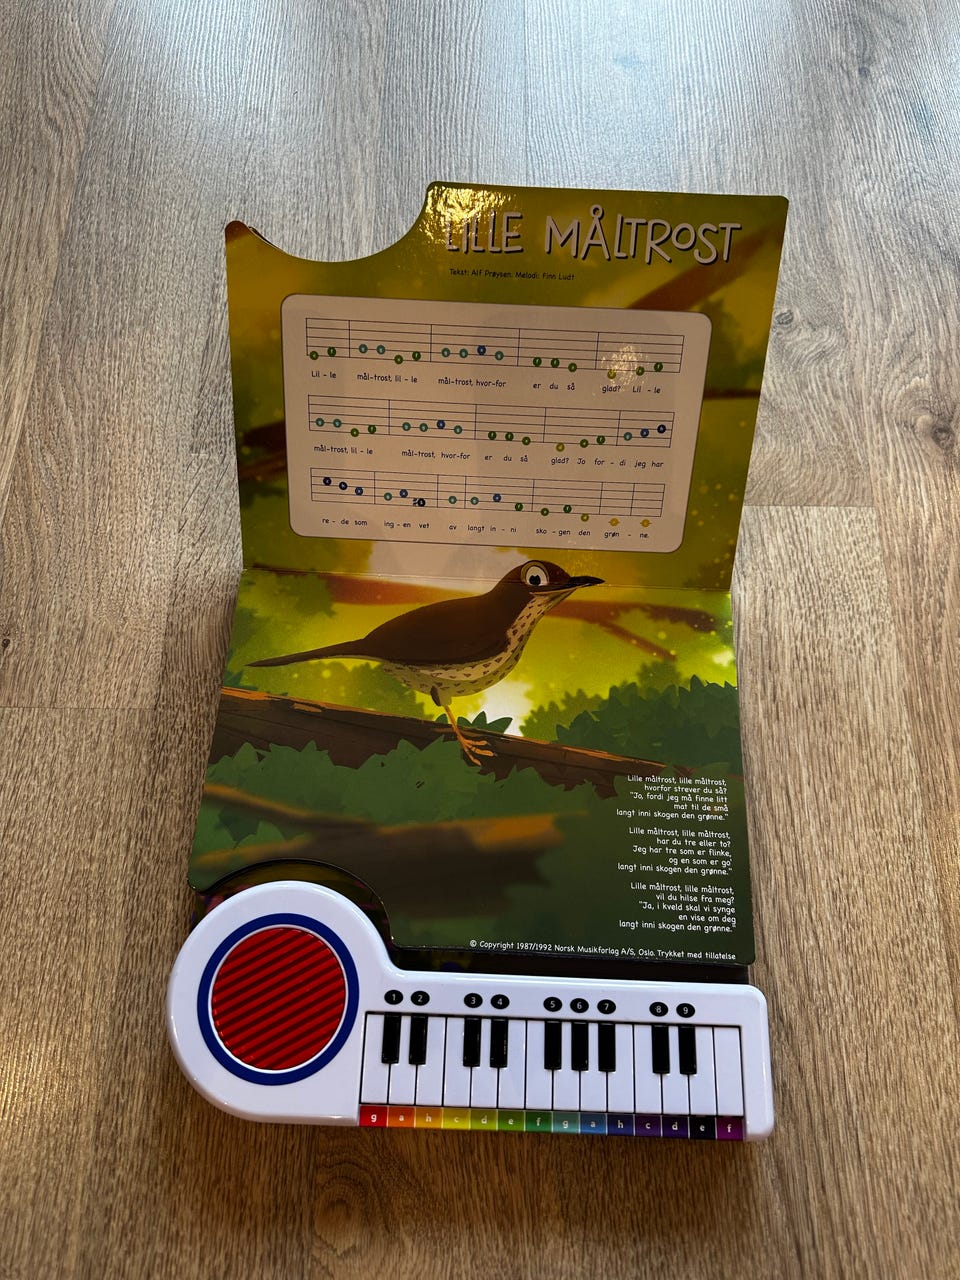 LILLE MÅLTROST
Tekst: Alf Prøysen. Melodi: Finn Ludt
Lil - le mål-trost, lil - le mål-trost, hvor-for er du så glad? Lil - le
mål-trost, lil - le mål-trost, hvor-for er du så glad? Jo for - di jeg har
re - de som ing - en vet av langt in - ni sko - gen den grøn - ne.
Lille måltrost, lille måltrost,
hvorfor strever du så?
"Jo, fordi jeg må finne litt
mat til de små
langt inni skogen den grønne."
Lille måltrost, lille måltrost,
har du tre eller to?
Jeg har tre som er flinke,
og en som er go'
langt inni skogen den grønne."
Lille måltrost, lille måltrost,
vil du hilse fra meg?
"Ja, i kveld skal vi synge
en vise om deg
langt inni skogen den grønne."
© Copyright 1987/1992 Norsk Musikforlag A/S, Oslo. Trykket med tillatelse
1 2 3 4 5 6 7 8 9
g a h c d e f g a h c d e f